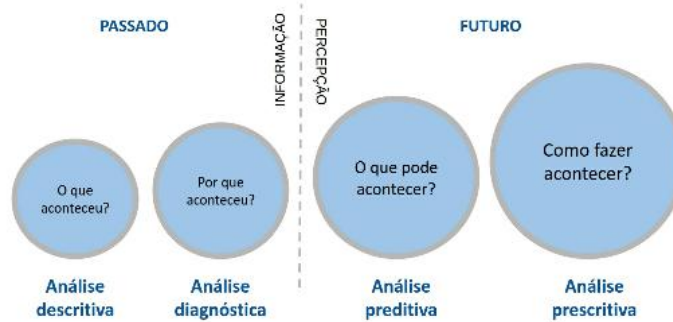 PASSADO
INFORMAÇÃO
PERCEPÇÃO
FUTURO
O que
aconteceu?
Por que
aconteceu?
O que pode
acontecer?
Como fazer
acontecer?
Análise
descritiva
Análise
diagnóstica
Análise
preditiva
Análise
prescritiva